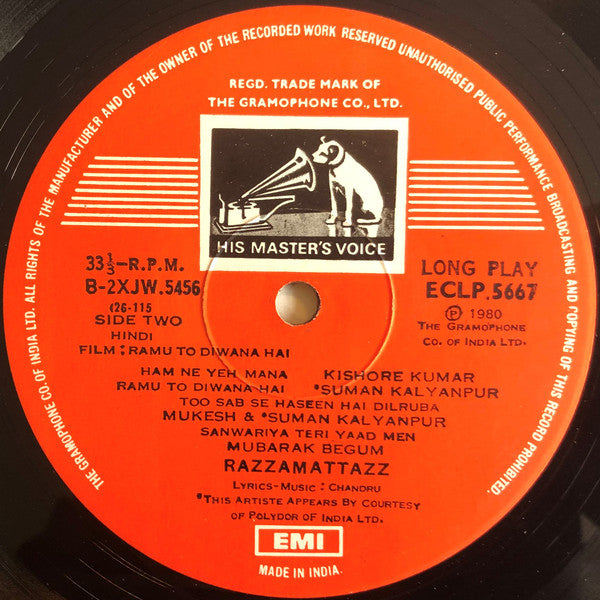 THE GRAMOPHONE CO. OF INDIA LTD. ALL RIGHTS OF THE MANUFACTURER AND OF THE OWNER OF THE RECORDED WORK RESERVED UNAUTHORISED PUBLIC PERFORMANCE BROADCASTING AND COPYING OF THIS RECORD PROHIBITED.
REGD. TRADE MARK OF
THE GRAMOPHONE CO., LTD.
HIS MASTER'S VOICE
33⅓-R.P.M.
B-2XJW.5456
(26-115
SIDE TWO
HINDI
FILM: RAMU TO DIWANA HAI
LONG PLAY
ECLP.5667
℗ 1980
THE GRAMOPHONE
CO. OF INDIA LTD.
HAM NE YEH MANA KISHORE KUMAR
RAMU TO DIWANA HAI *SUMAN KALYANPUR
TOO SAB SE HASEEN HAI DILRUBA
MUKESH & *SUMAN KALYANPUR
SANWARIYA TERI YAAD MEN
MUBARAK BEGUM
RAZZAMATTAZZ
LYRICS-MUSIC: CHANDRU
*THIS ARTISTE APPEARS BY COURTESY
OF POLYDOR OF INDIA LTD.
EMI
MADE IN INDIA.